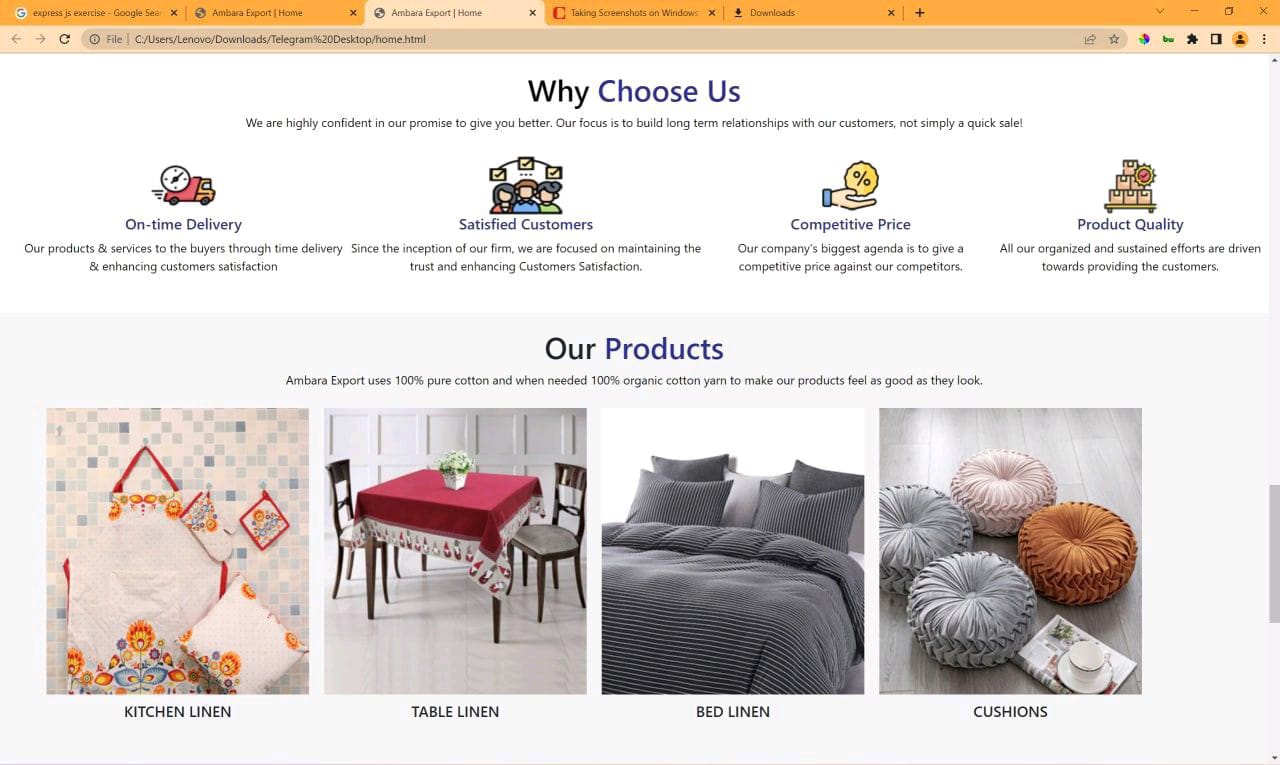 express js exercise - Google Sea
Ambara Export | Home
Ambara Export | Home
Taking Screenshots on Windows
Downloads
File
C:/Users/Lenovo/Downloads/Telegram%20Desktop/home.html
Why Choose Us
We are highly confident in our promise to give you better. Our focus is to build long term relationships with our customers, not simply a quick sale!
On-time Delivery
Our products & services to the buyers through time delivery
& enhancing customers satisfaction
Satisfied Customers
Since the inception of our firm, we are focused on maintaining the
trust and enhancing Customers Satisfaction.
Competitive Price
Our company's biggest agenda is to give a
competitive price against our competitors.
Product Quality
All our organized and sustained efforts are driven
towards providing the customers.
Our Products
Ambara Export uses 100% pure cotton and when needed 100% organic cotton yarn to make our products feel as good as they look.
KITCHEN LINEN
TABLE LINEN
BED LINEN
CUSHIONS